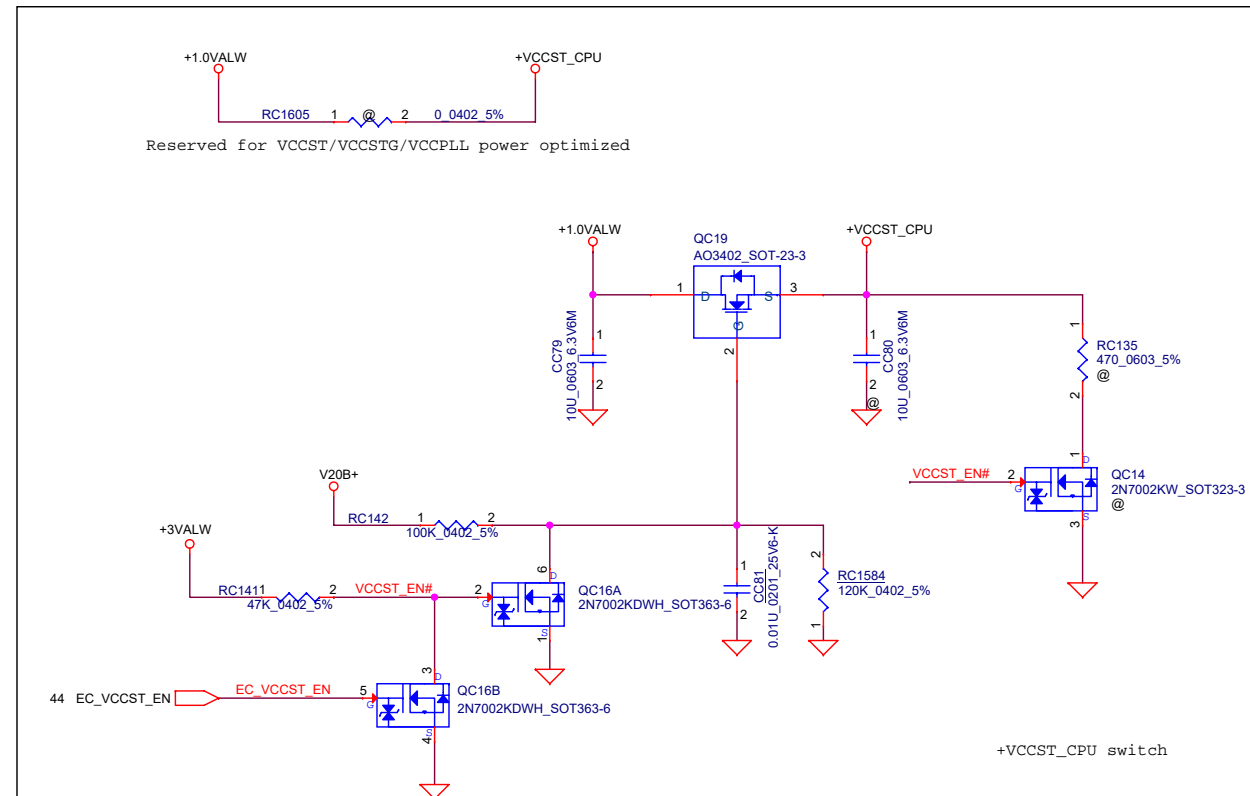 +1.0VALW
+VCCST_CPU
RC1605 1 @ 2 0_0402_5%
Reserved for VCCST/VCCSTG/VCCPLL power optimized
+1.0VALW
+VCCST_CPU
QC19
AO3402_SOT-23-3
1 D S 3
G
2
CC79
10U_0603_6.3V6M
1
2
CC80
10U_0603_6.3V6M
1
2
@
1
RC135
470_0603_5%
@
2
VCCST_EN# 2
G
1
D
QC14
2N7002KW_SOT323-3
@
3
S
V20B+
RC142 1 2
100K_0402_5%
+3VALW
RC141 1 2
47K_0402_5%
VCCST_EN# 2
G
6
D
QC16A
2N7002KDWH_SOT363-6
1
S
1
2
CC81
0.01U_0201_25V6-K
2
RC1584
120K_0402_5%
1
44 EC_VCCST_EN
EC_VCCST_EN 5
G
3
D
QC16B
2N7002KDWH_SOT363-6
4
S
+VCCST_CPU switch